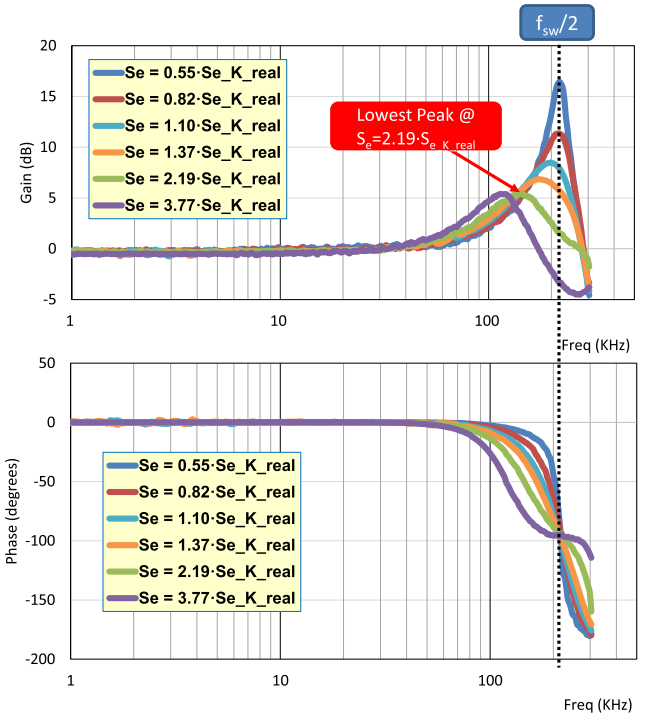 f_sw/2
20
15
10
5
0
-5
Gain (dB)
Se = 0.55·Se_K_real
Se = 0.82·Se_K_real
Se = 1.10·Se_K_real
Se = 1.37·Se_K_real
Se = 2.19·Se_K_real
Se = 3.77·Se_K_real
Lowest Peak @
S_e=2.19·S_e_K_real
1 10 100
Freq (KHz)
50
0
-50
-100
-150
-200
Phase (degrees)
Se = 0.55·Se_K_real
Se = 0.82·Se_K_real
Se = 1.10·Se_K_real
Se = 1.37·Se_K_real
Se = 2.19·Se_K_real
Se = 3.77·Se_K_real
1 10 100
Freq (KHz)